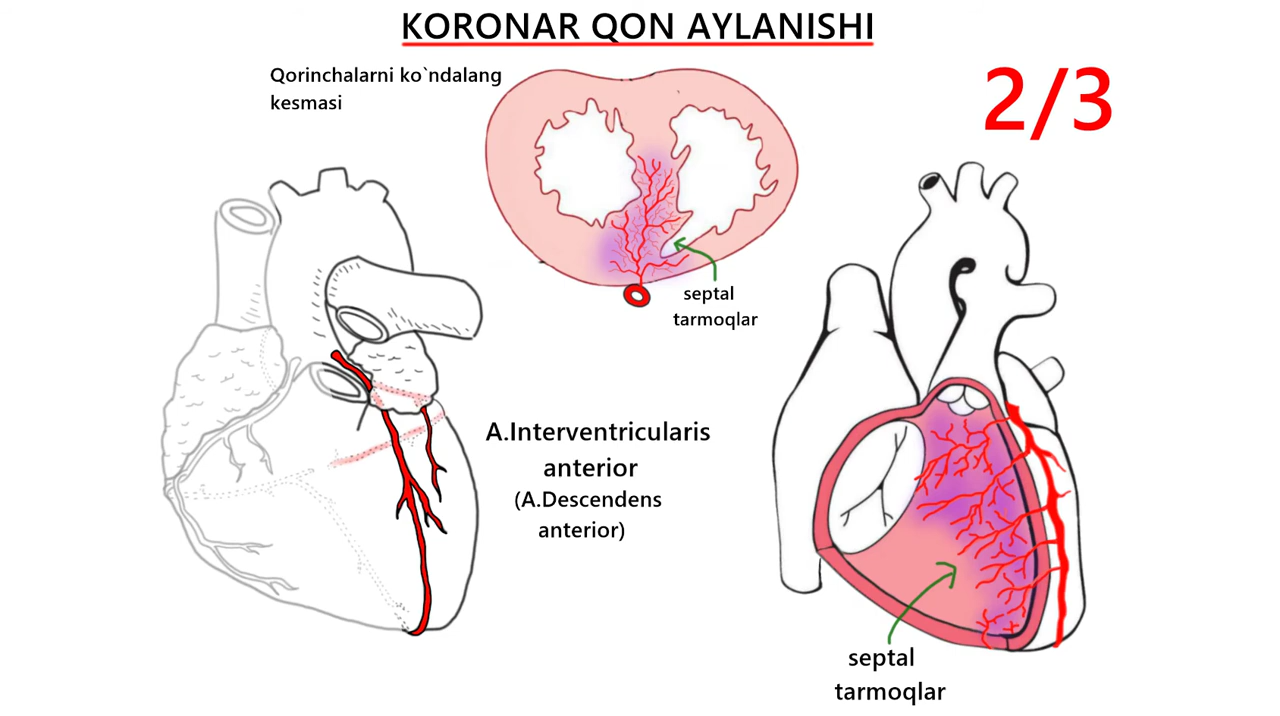 KORONAR QON AYLANISHI
Qorinchalarni ko`ndalang
kesmasi
2/3
septal
tarmoqlar
A.Interventricularis
anterior
(A.Descendens
anterior)
septal
tarmoqlar